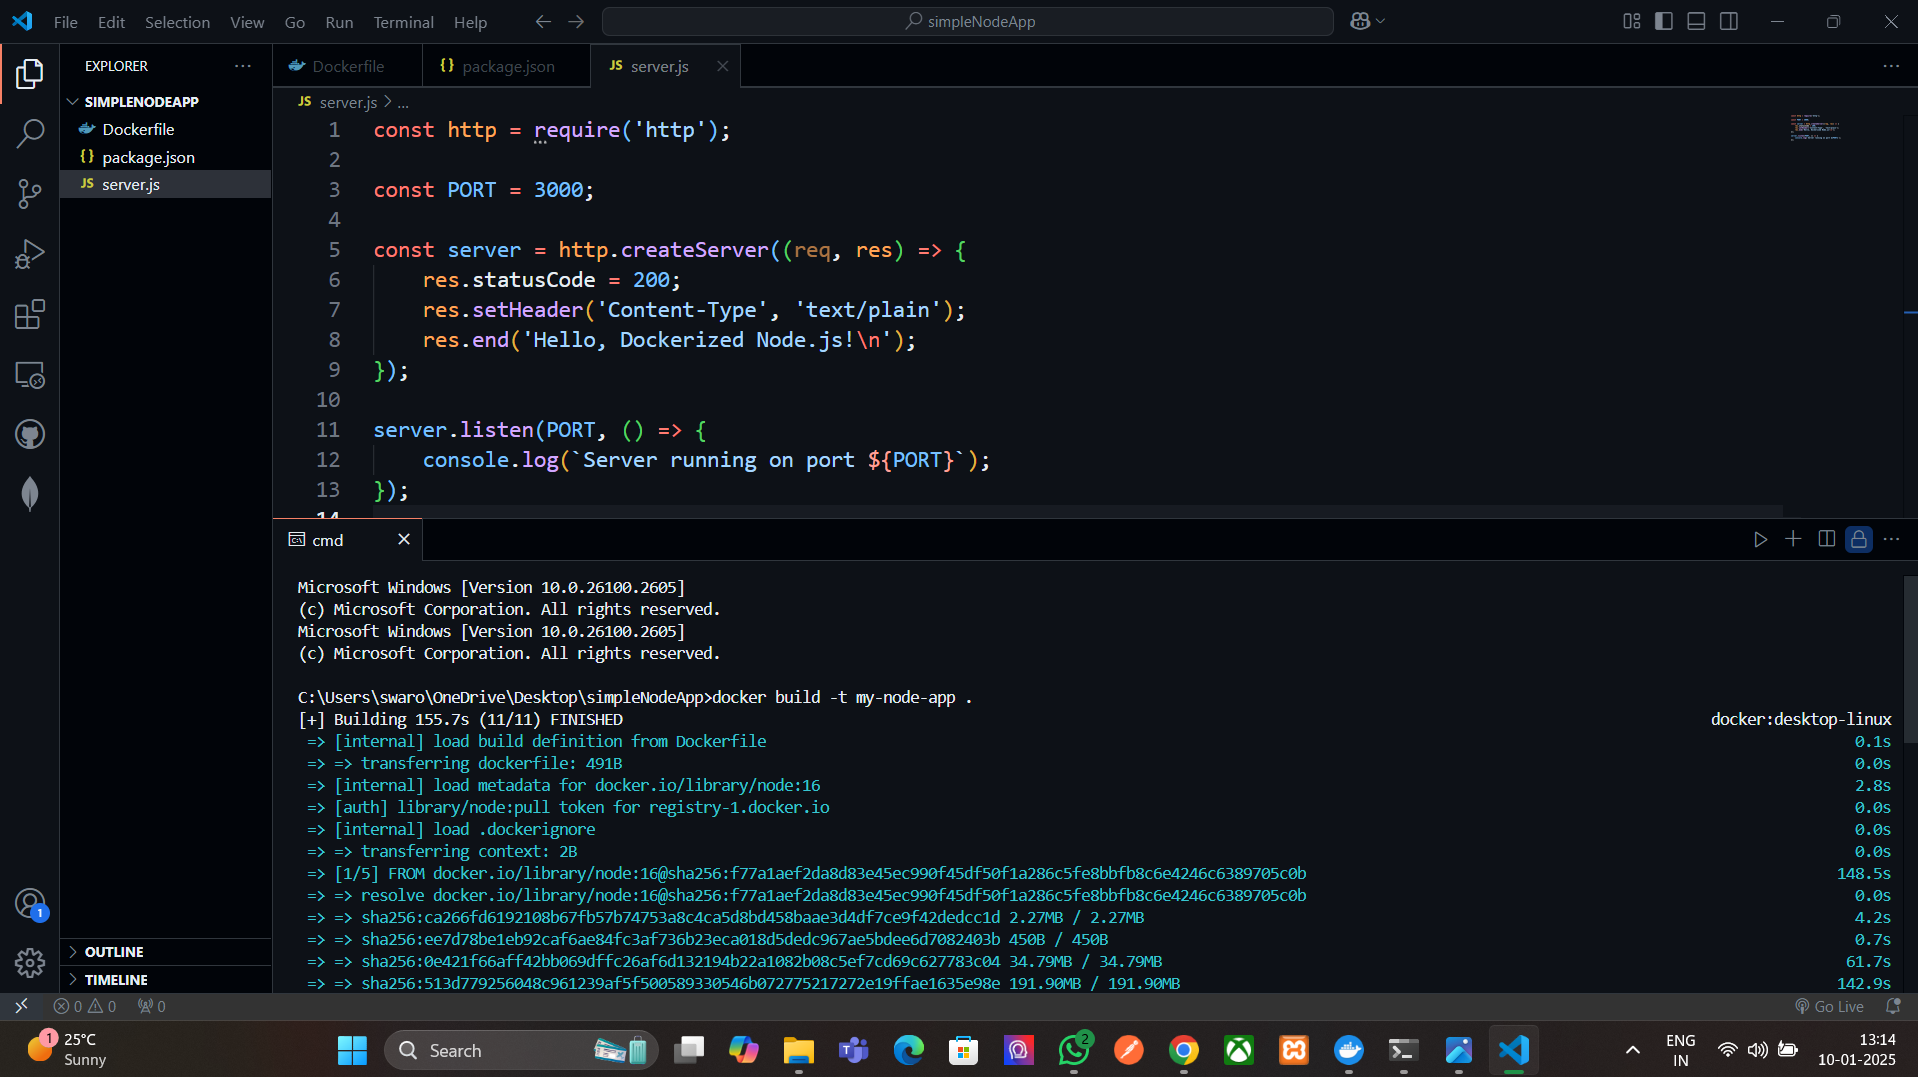 File Edit Selection View Go Run Terminal Help
simpleNodeApp
EXPLORER
SIMPLENODEAPP
Dockerfile
{} package.json
JS server.js
Dockerfile
{} package.json
JS server.js
JS server.js > ...
1 const http = require('http');
2
3 const PORT = 3000;
4
5 const server = http.createServer((req, res) => {
6 res.statusCode = 200;
7 res.setHeader('Content-Type', 'text/plain');
8 res.end('Hello, Dockerized Node.js!\n');
9 });
10
11 server.listen(PORT, () => {
12 console.log(`Server running on port ${PORT}`);
13 });
14
cmd
Microsoft Windows [Version 10.0.26100.2605]
(c) Microsoft Corporation. All rights reserved.
Microsoft Windows [Version 10.0.26100.2605]
(c) Microsoft Corporation. All rights reserved.
C:\Users\swaro\OneDrive\Desktop\simpleNodeApp>docker build -t my-node-app .
[+] Building 155.7s (11/11) FINISHED docker:desktop-linux
=> [internal] load build definition from Dockerfile 0.1s
=> => transferring dockerfile: 491B 0.0s
=> [internal] load metadata for docker.io/library/node:16 2.8s
=> [auth] library/node:pull token for registry-1.docker.io 0.0s
=> [internal] load .dockerignore 0.0s
=> => transferring context: 2B 0.0s
=> [1/5] FROM docker.io/library/node:16@sha256:f77a1aef2da8d83e45ec990f45df50f1a286c5fe8bbfb8c6e4246c6389705c0b 148.5s
=> => resolve docker.io/library/node:16@sha256:f77a1aef2da8d83e45ec990f45df50f1a286c5fe8bbfb8c6e4246c6389705c0b 0.0s
=> => sha256:ca266fd6192108b67fb57b74753a8c4ca5d8bd458baae3d4df7ce9f42dedcc1d 2.27MB / 2.27MB 4.2s
=> => sha256:ee7d78be1eb92caf6ae84fc3af736b23eca018d5dedc967ae5bdee6d7082403b 450B / 450B 0.7s
=> => sha256:0e421f66aff42bb069dffc26af6d132194b22a1082b08c5ef7cd69c627783c04 34.79MB / 34.79MB 61.7s
=> => sha256:513d779256048c961239af5f500589330546b072775217272e19ffae1635e98e 191.90MB / 191.90MB 142.9s
1
OUTLINE
TIMELINE
0 0 0
Go Live
1
25°C
Sunny
Search
2
ENG
IN
13:14
10-01-2025